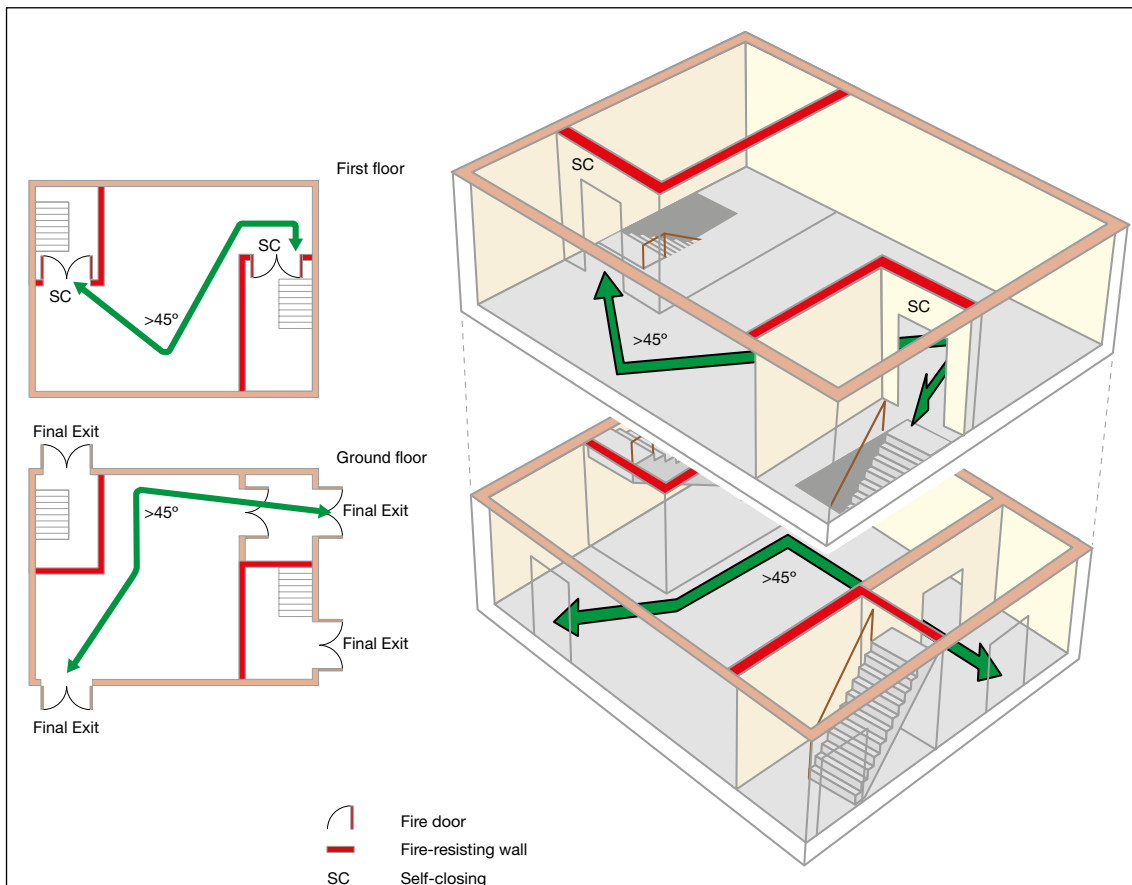 First floor
SC
SC
>45º
Final Exit
Ground floor
>45º
Final Exit
Final Exit
Final Exit
SC
SC
>45º
>45º
Fire door
Fire-resisting wall
SC Self-closing